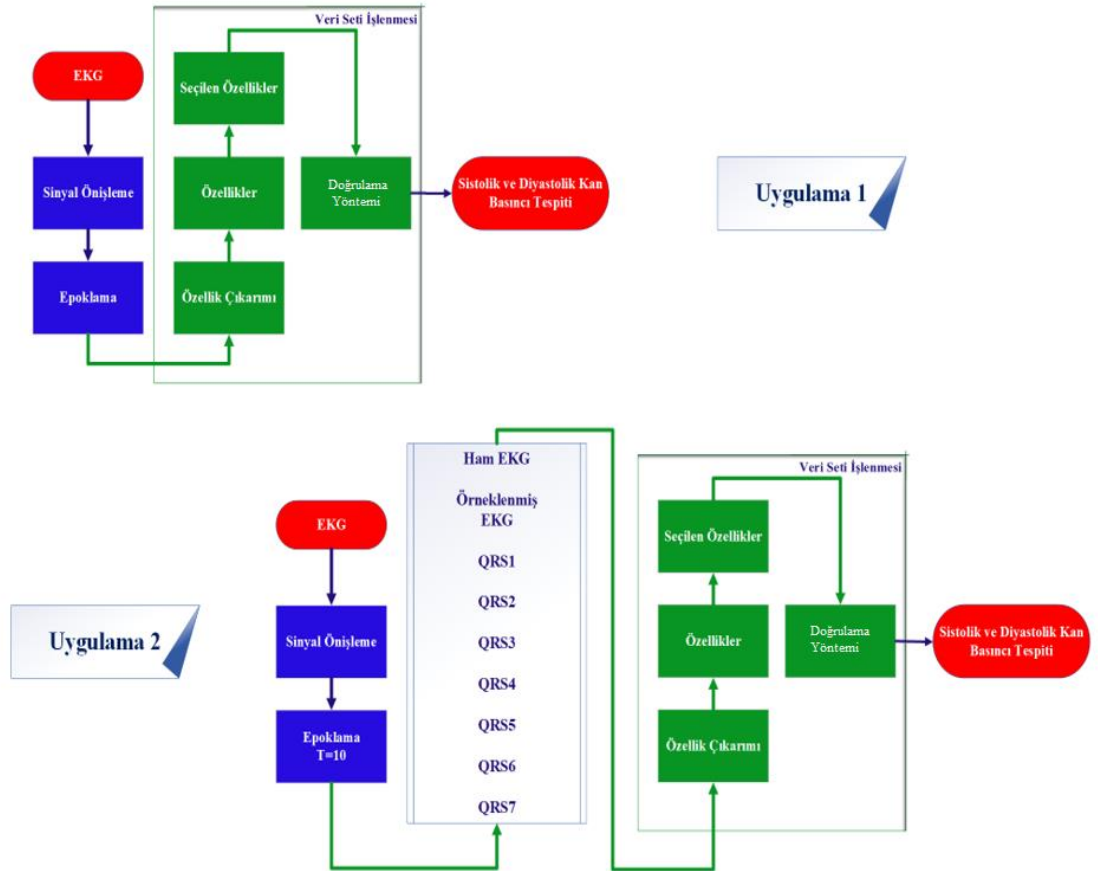 Veri Seti İşlenmesi
EKG
Sinyal Önişleme
Epoklama
Seçilen Özellikler
Özellikler
Özellik Çıkarımı
Doğrulama
Yöntemi
Sistolik ve Diyastolik Kan
Basıncı Tespiti
Uygulama 1
Uygulama 2
EKG
Sinyal Önişleme
Epoklama
T=10
Ham EKG
Örneklenmiş
EKG
QRS1
QRS2
QRS3
QRS4
QRS5
QRS6
QRS7
Veri Seti İşlenmesi
Seçilen Özellikler
Özellikler
Özellik Çıkarımı
Doğrulama
Yöntemi
Sistolik ve Diyastolik Kan
Basıncı Tespiti